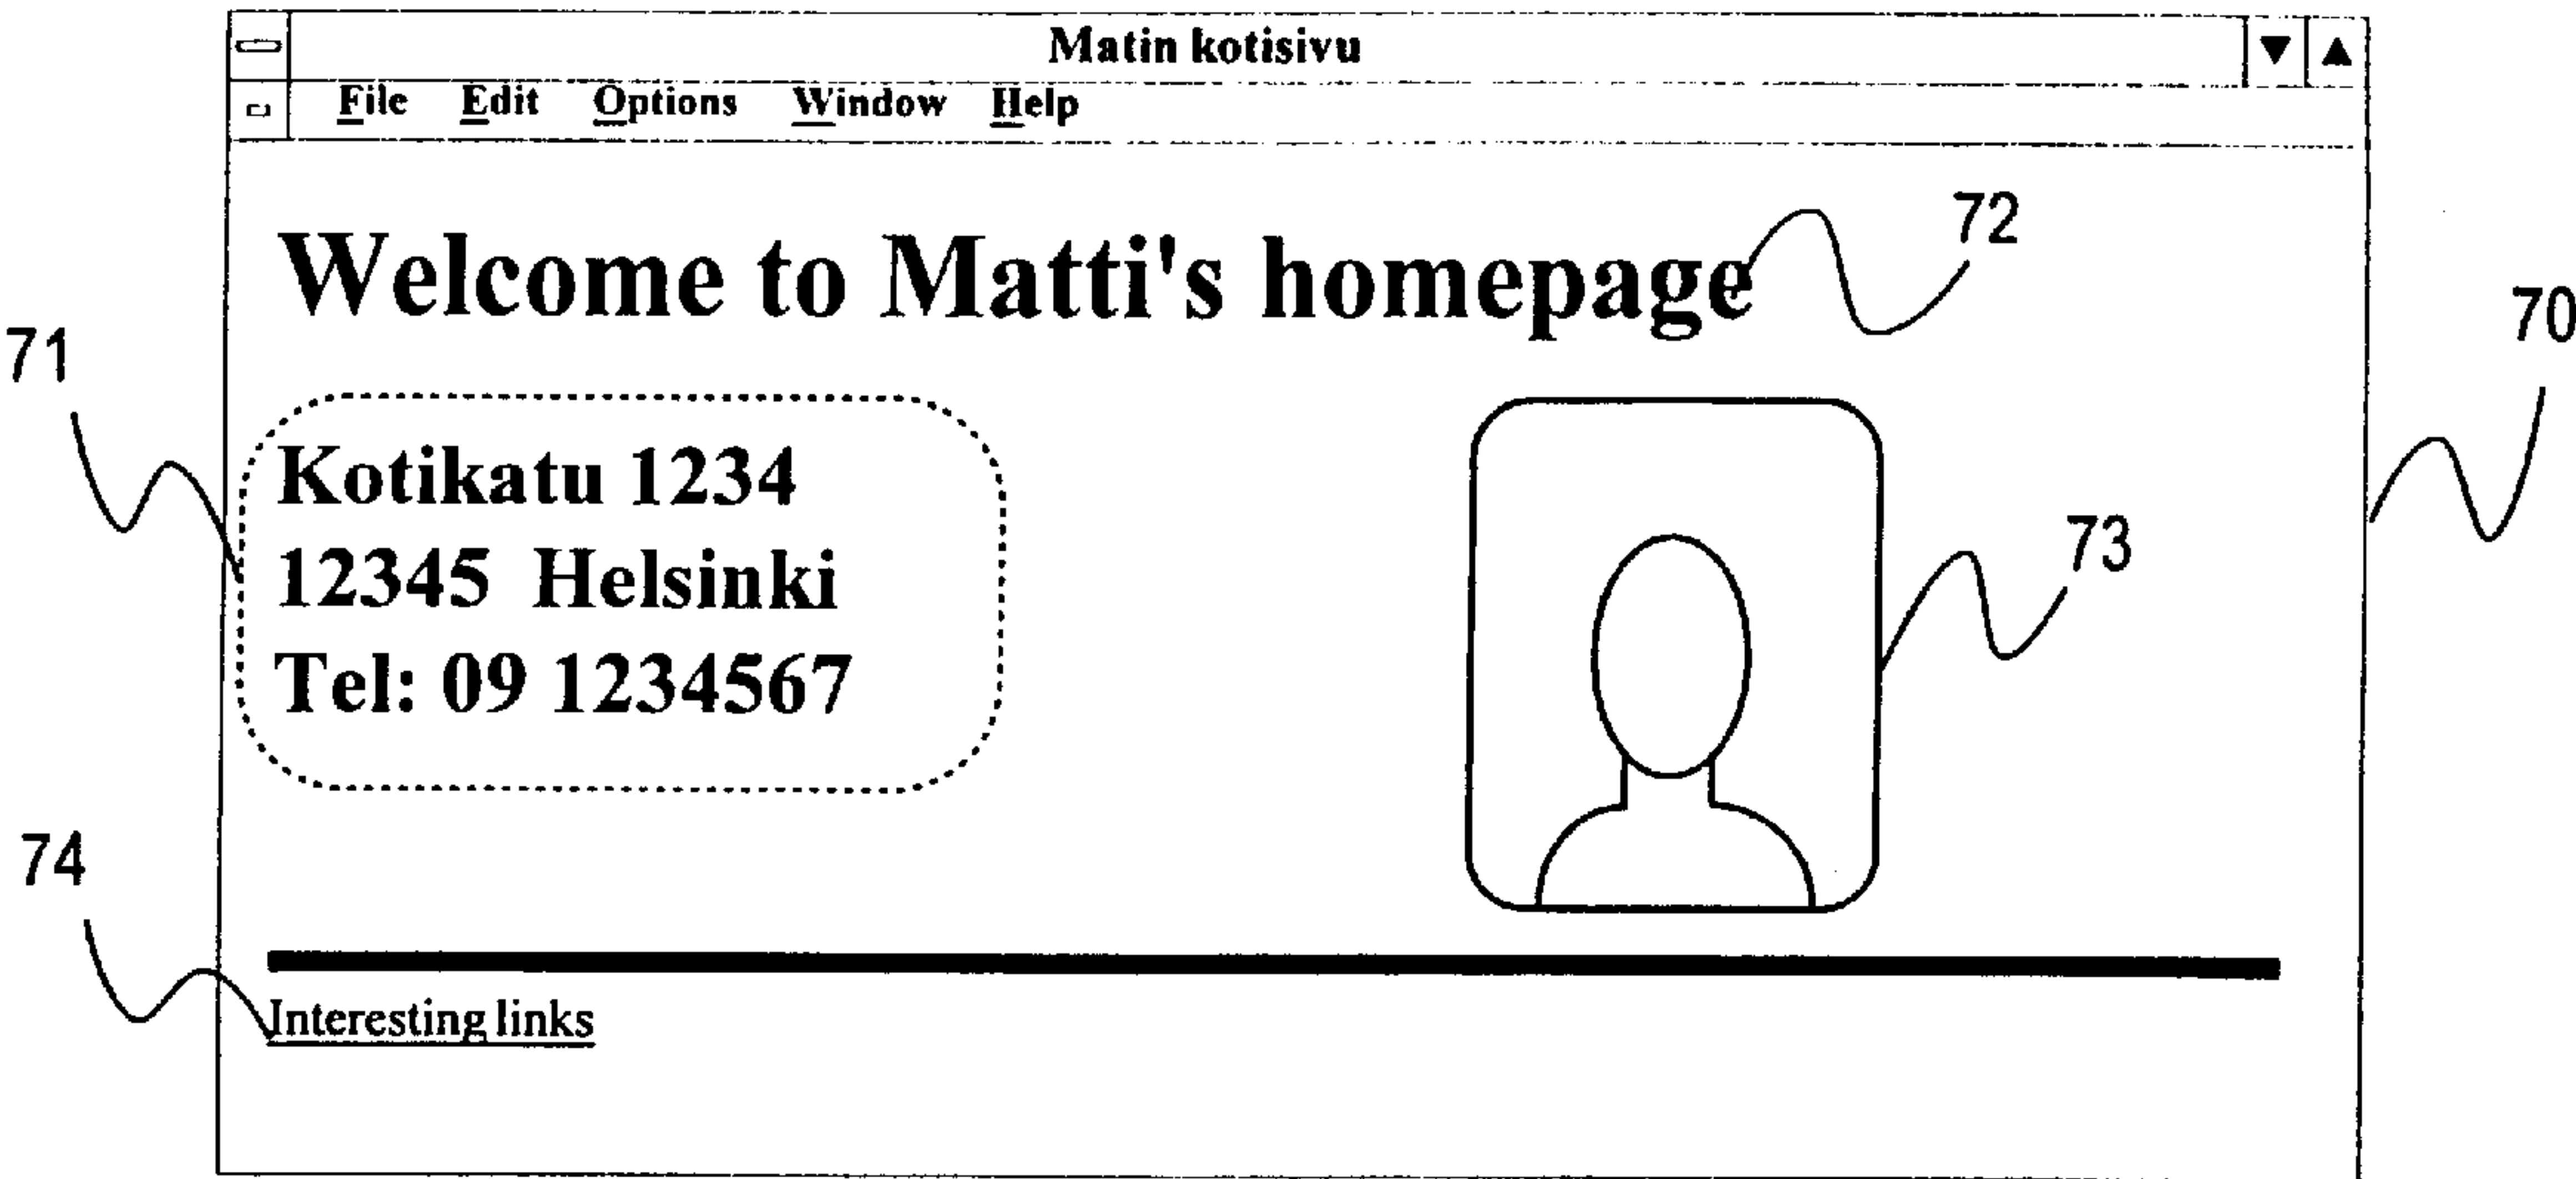 Matin kotisivu
File Edit Options Window Help
72
Welcome to Matti's homepage
70
71
Kotikatu 1234
12345 Helsinki
73
Tel: 09 1234567
74
Interesting links